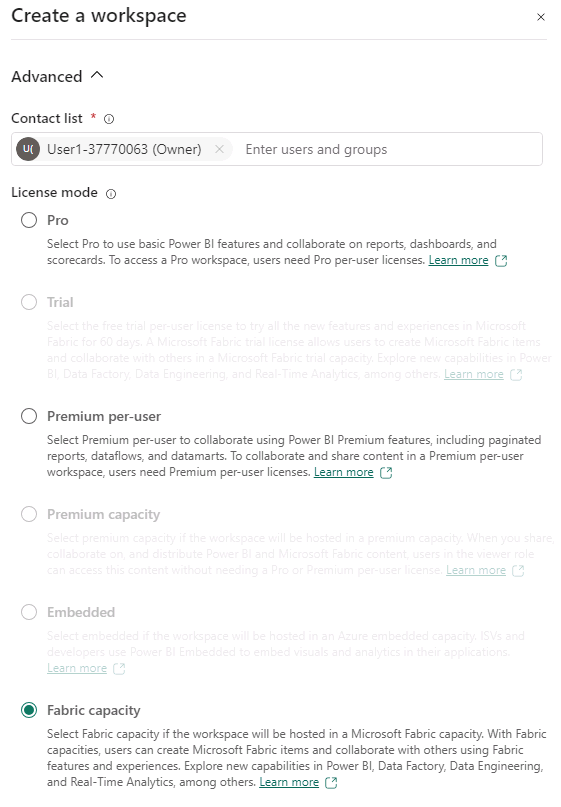 Create a workspace
Advanced
Contact list *
U( User1-37770063 (Owner) Enter users and groups
License mode
Pro
Select Pro to use basic Power BI features and collaborate on reports, dashboards, and
scorecards. To access a Pro workspace, users need Pro per-user licenses. Learn more
Trial
Select the free trial per-user license to try all the new features and experiences in Microsoft
Fabric for 60 days. A Microsoft Fabric trial license allows users to create Microsoft Fabric items
and collaborate with others in a Microsoft Fabric trial capacity. Explore new capabilities in Power
BI, Data Factory, Data Engineering, and Real-Time Analytics, among others. Learn more
Premium per-user
Select Premium per-user to collaborate using Power BI Premium features, including paginated
reports, dataflows, and datamarts. To collaborate and share content in a Premium per-user
workspace, users need Premium per-user licenses. Learn more
Premium capacity
Select premium capacity if the workspace will be hosted in a premium capacity. When you share,
collaborate on, and distribute Power BI and Microsoft Fabric content, users in the viewer role
can access this content without needing a Pro or Premium per-user license. Learn more
Embedded
Select embedded if the workspace will be hosted in an Azure embedded capacity. ISVs and
developers use Power BI Embedded to embed visuals and analytics in their applications.
Learn more
Fabric capacity
Select Fabric capacity if the workspace will be hosted in a Microsoft Fabric capacity. With Fabric
capacities, users can create Microsoft Fabric items and collaborate with others using Fabric
features and experiences. Explore new capabilities in Power BI, Data Factory, Data Engineering,
and Real-Time Analytics, among others. Learn more